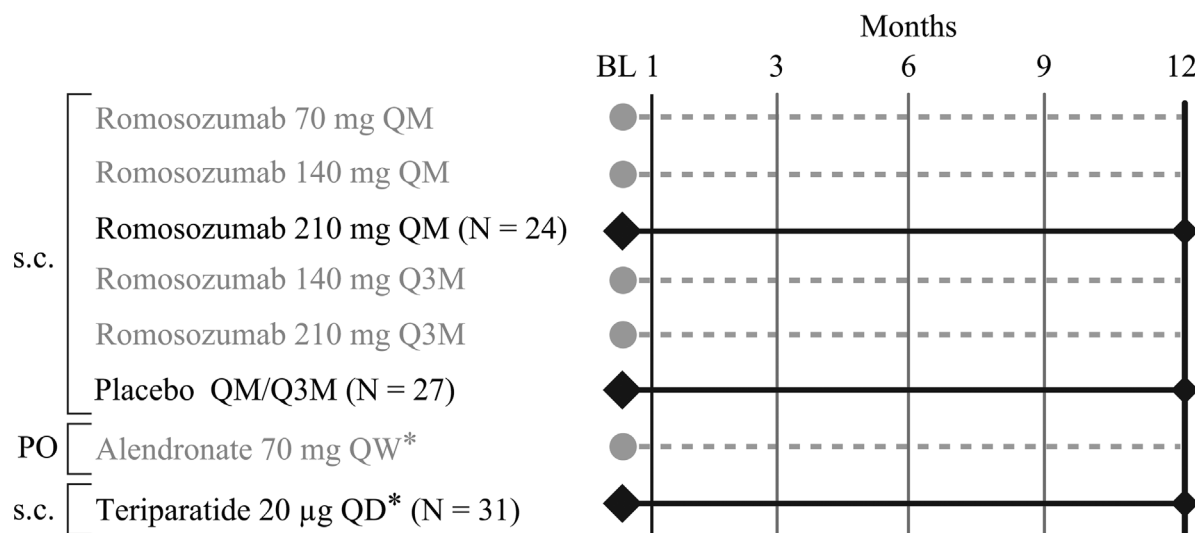 Months
BL 1 3 6 9 12
Romosozumab 70 mg QM
Romosozumab 140 mg QM
Romosozumab 210 mg QM (N = 24)
s.c.
Romosozumab 140 mg Q3M
Romosozumab 210 mg Q3M
Placebo QM/Q3M (N = 27)
PO Alendronate 70 mg QW*
s.c. Teriparatide 20 µg QD* (N = 31)